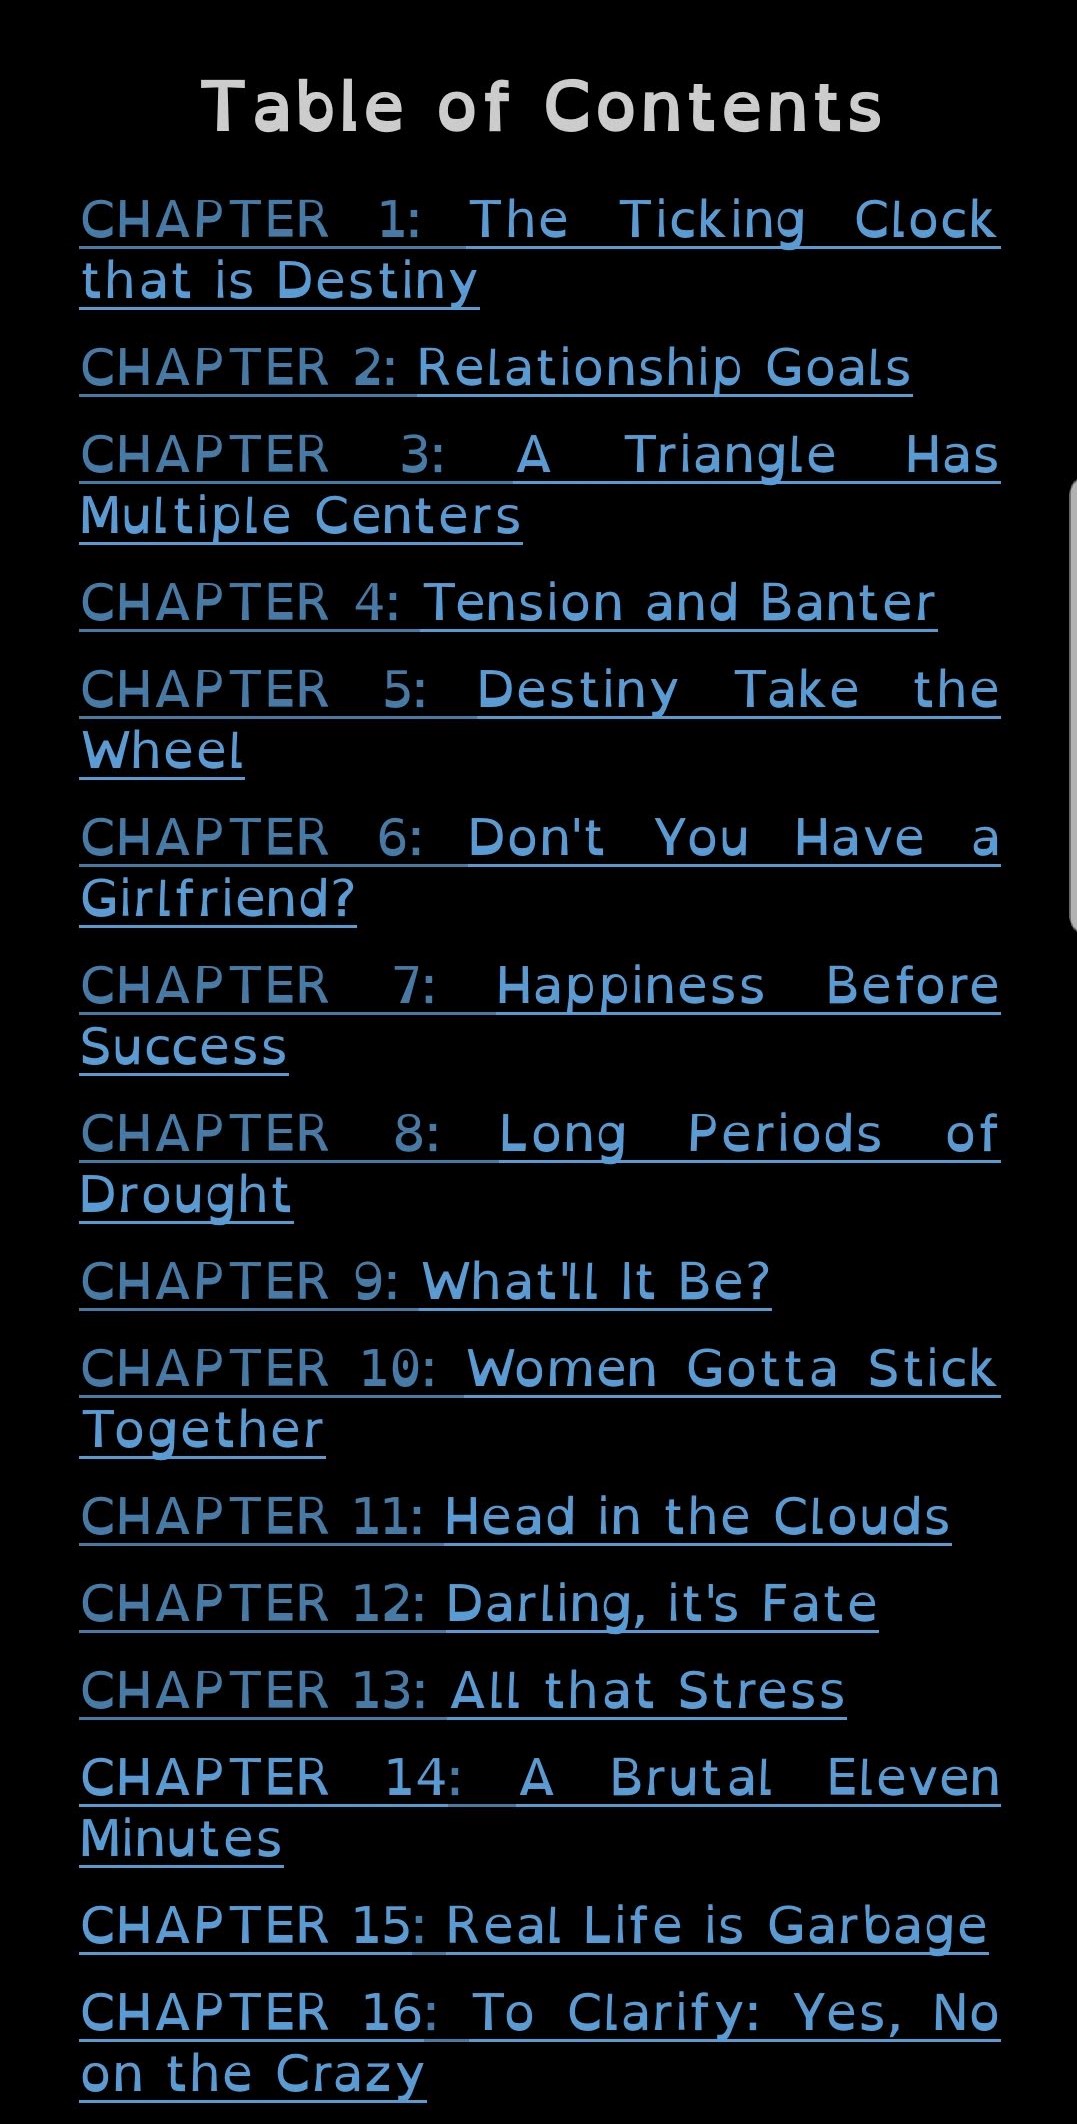 Table of Contents
CHAPTER 1: The Ticking Clock
that is Destiny
CHAPTER 2: Relationship Goals
CHAPTER 3: A Triangle Has
Multiple Centers
CHAPTER 4: Tension and Banter
CHAPTER 5: Destiny Take the
Wheel
CHAPTER 6: Don't You Have a
Girlfriend?
CHAPTER 7: Happiness Before
Success
CHAPTER 8: Long Periods of
Drought
CHAPTER 9: What'll It Be?
CHAPTER 10: Women Gotta Stick
Together
CHAPTER 11: Head in the Clouds
CHAPTER 12: Darling, it's Fate
CHAPTER 13: All that Stress
CHAPTER 14: A Brutal Eleven
Minutes
CHAPTER 15: Real Life is Garbage
CHAPTER 16: To Clarify: Yes, No
on the Crazy